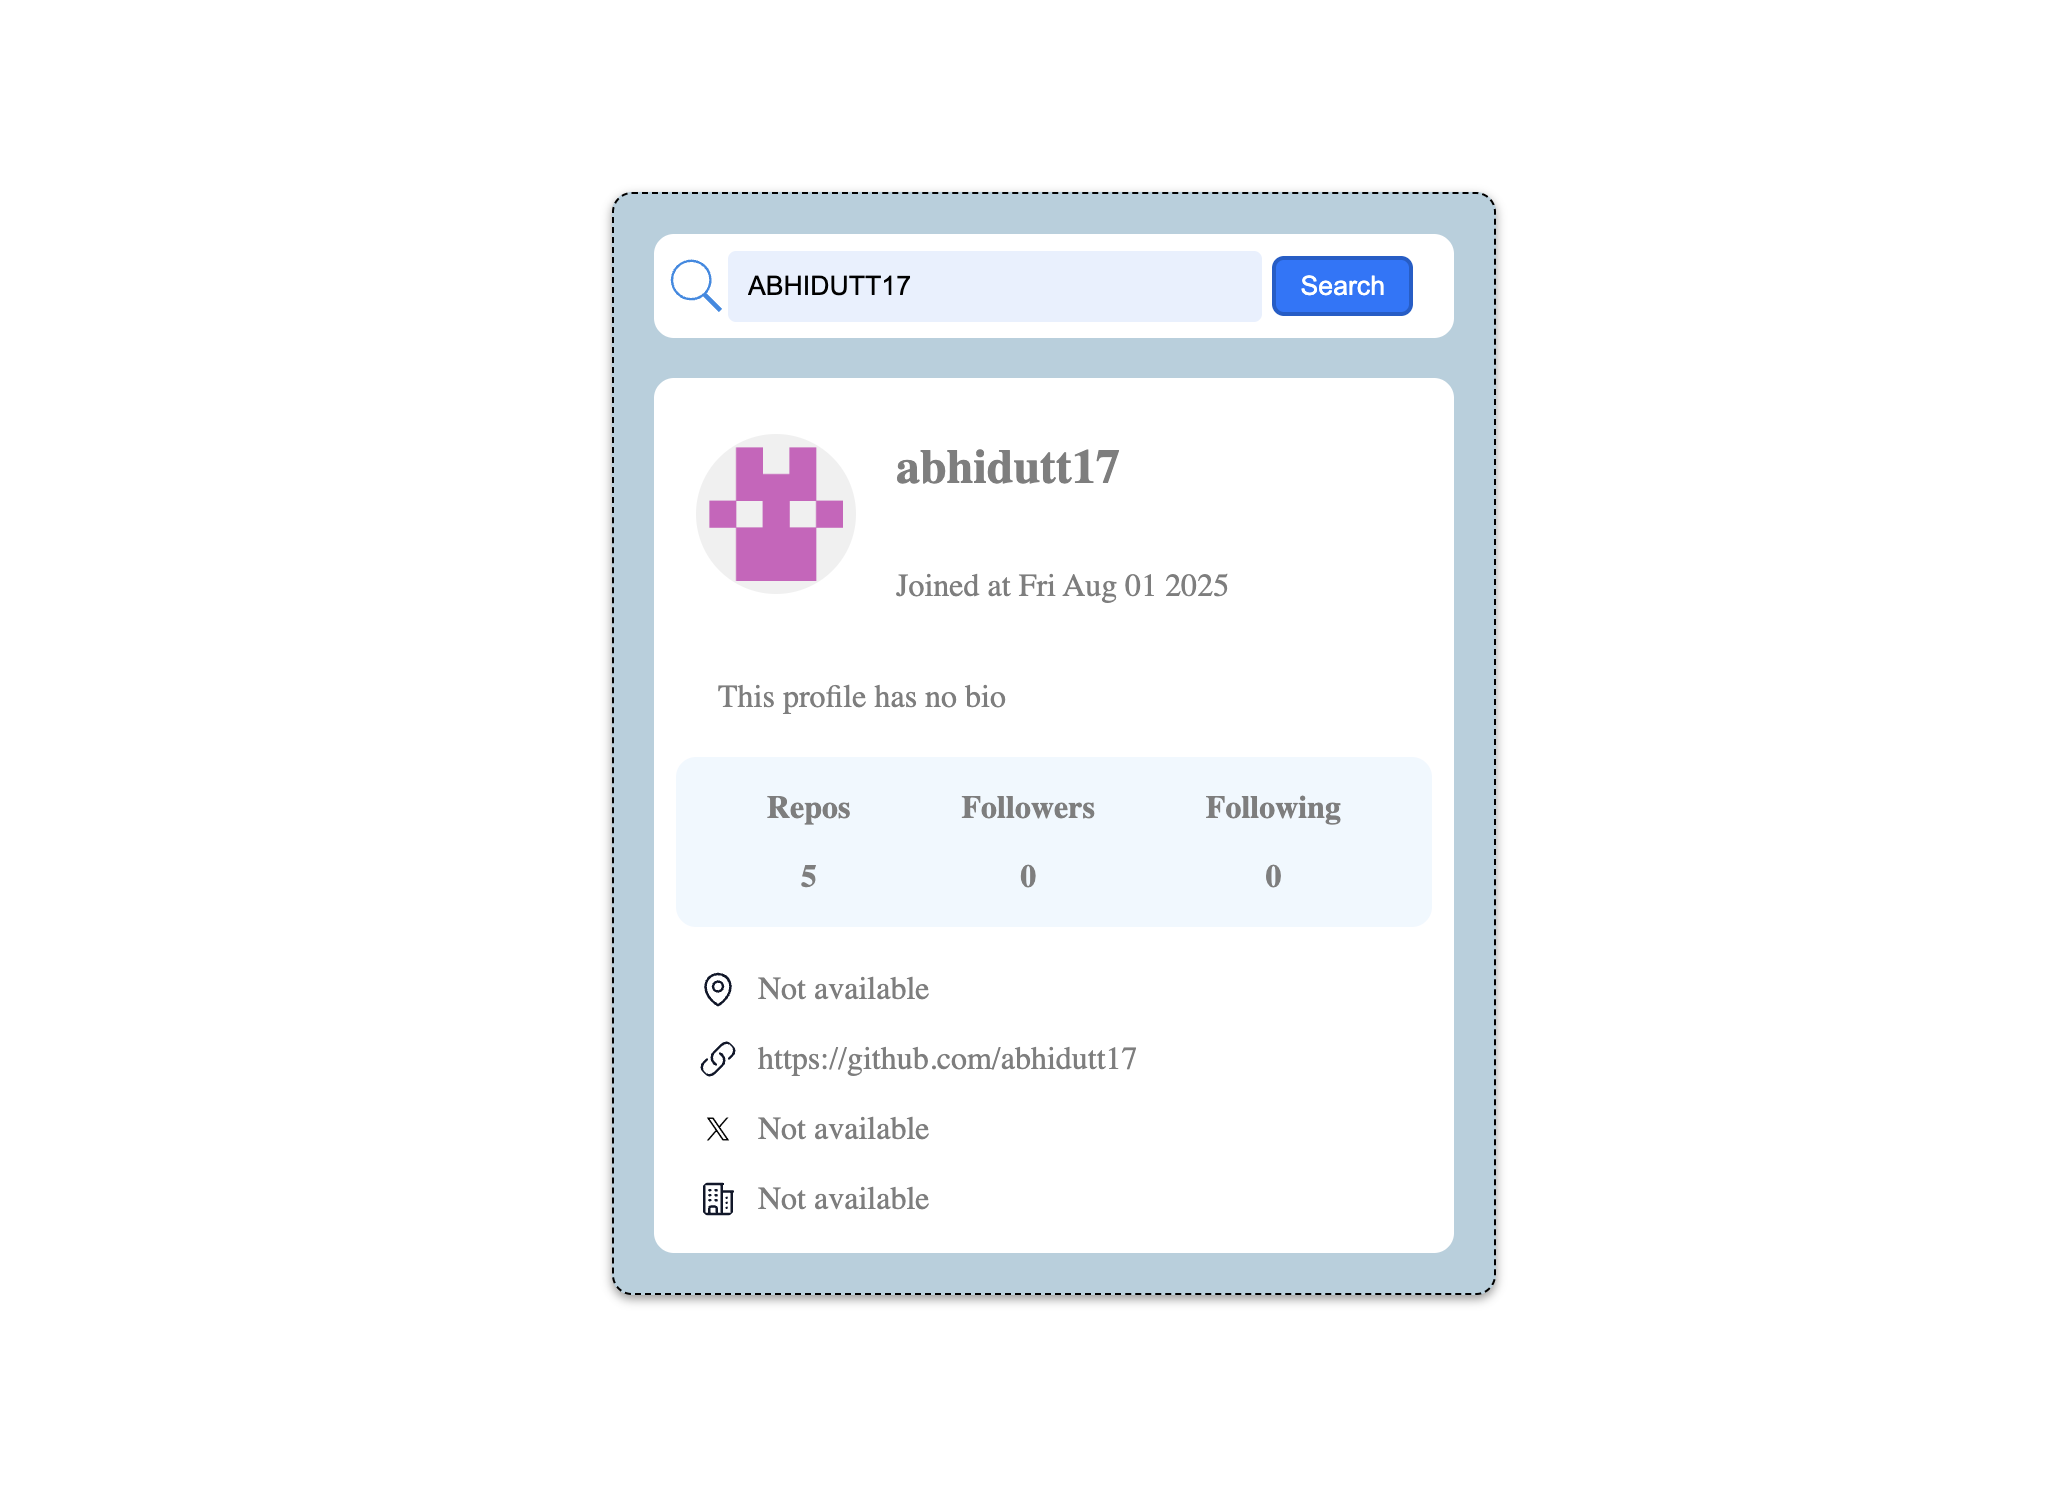 ABHIDUTT17 Search
abhidutt17
Joined at Fri Aug 01 2025
This profile has no bio
Repos Followers Following
5 0 0
Not available
https://github.com/abhidutt17
Not available
Not available